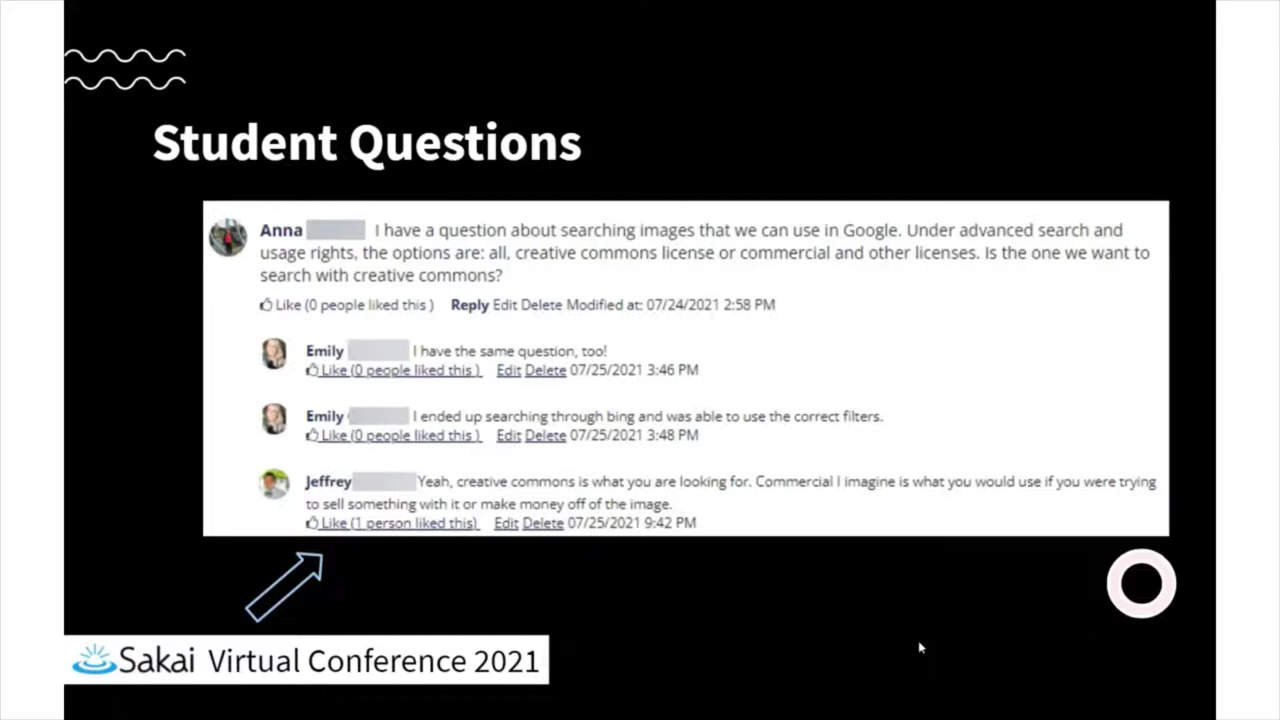 Student Questions
Anna I have a question about searching images that we can use in Google. Under advanced search and
usage rights, the options are: all, creative commons license or commercial and other licenses. Is the one we want to
search with creative commons?
Like (0 people liked this ) Reply Edit Delete Modified at: 07/24/2021 2:58 PM
Emily I have the same question, too!
Like (0 people liked this ) Edit Delete 07/25/2021 3:46 PM
Emily I ended up searching through bing and was able to use the correct filters.
Like (0 people liked this ) Edit Delete 07/25/2021 3:48 PM
Jeffrey Yeah, creative commons is what you are looking for. Commercial I imagine is what you would use if you were trying
to sell something with it or make money off of the image.
Like (1 person liked this) Edit Delete 07/25/2021 9:42 PM
Sakai Virtual Conference 2021